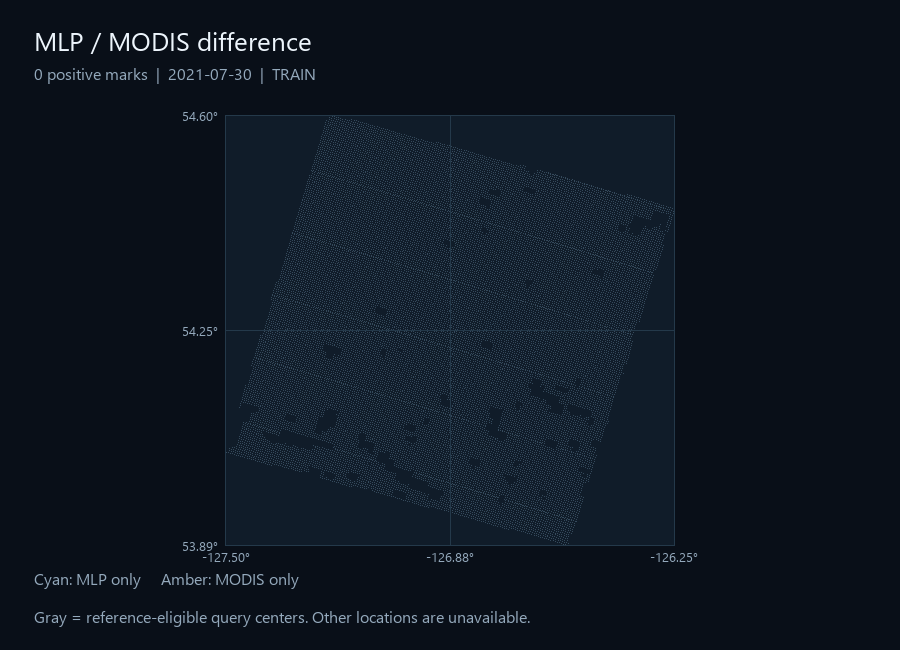 MLP / MODIS difference
0 positive marks | 2021-07-30 | TRAIN
54.60°
54.25°
53.89°
-127.50° -126.88° -126.25°
Cyan: MLP only Amber: MODIS only
Gray = reference-eligible query centers. Other locations are unavailable.